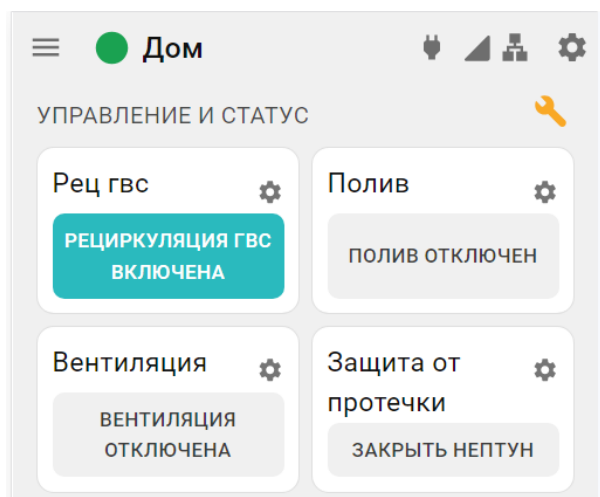 Дом
УПРАВЛЕНИЕ И СТАТУС
Рец гвс
РЕЦИРКУЛЯЦИЯ ГВС
ВКЛЮЧЕНА
Полив
ПОЛИВ ОТКЛЮЧЕН
Вентиляция
ВЕНТИЛЯЦИЯ
ОТКЛЮЧЕНА
Защита от
протечки
ЗАКРЫТЬ НЕПТУН